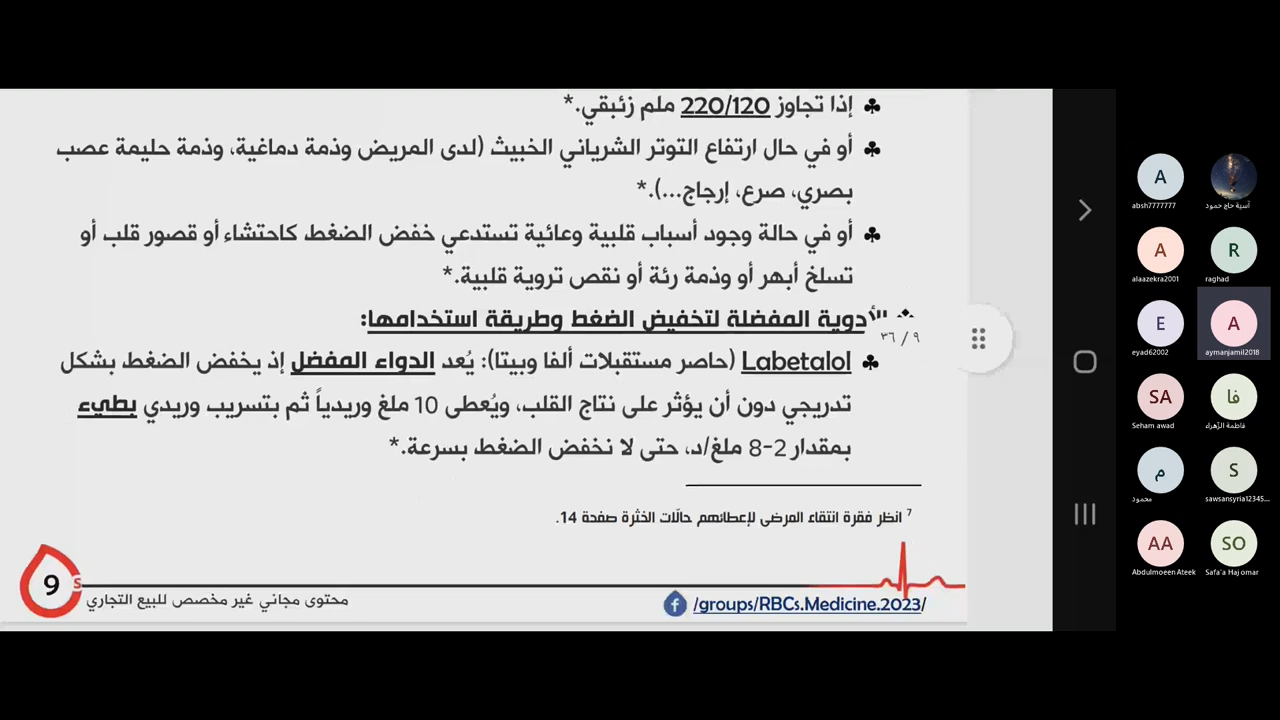 ♣ إذا تجاوز 220/120 ملم زئبقي.*
♣ أو في حال ارتفاع التوتر الشرياني الخبيث (لدى المريض وذمة دماغية، وذمة حليمة عصب
بصري، صرع، إرجاج...).*
♣ أو في حالة وجود أسباب قلبية وعائية تستدعي خفض الضغط كاحتشاء أو قصور قلب أو
تسلخ أبهر أو وذمة رئة أو نقص تروية قلبية.*
الأدوية المفضلة لتخفيض الضغط وطريقة استخدامها:
٩ / ٣٦
♣ Labetalol (حاصر مستقبلات ألفا وبيتا): يُعد الدواء المفضل إذ يخفض الضغط بشكل
تدريجي دون أن يؤثر على نتاج القلب، ويُعطى 10 ملغ وريدياً ثم بتسريب وريدي بطيء
بمقدار 2-8 ملغ/د، حتى لا نخفض الضغط بسرعة.*
7 انظر فقرة انتقاء المرضى لإعطائهم حالّات الخثرة صفحة 14.
9
S
محتوى مجاني غير مخصص للبيع التجاري
/groups/RBCs.Medicine.2023/
A
absh7777777
آسية حاج حمود
A
alaazekra2001
R
raghad
E
eyad62002
A
aymanjamil2018
SA
Seham awad
فا
فاطمة الزّهراء
م
محمود
S
sawsansyria12345...
AA
Abdulmoeen Ateek
SO
Safa'a Haj omar